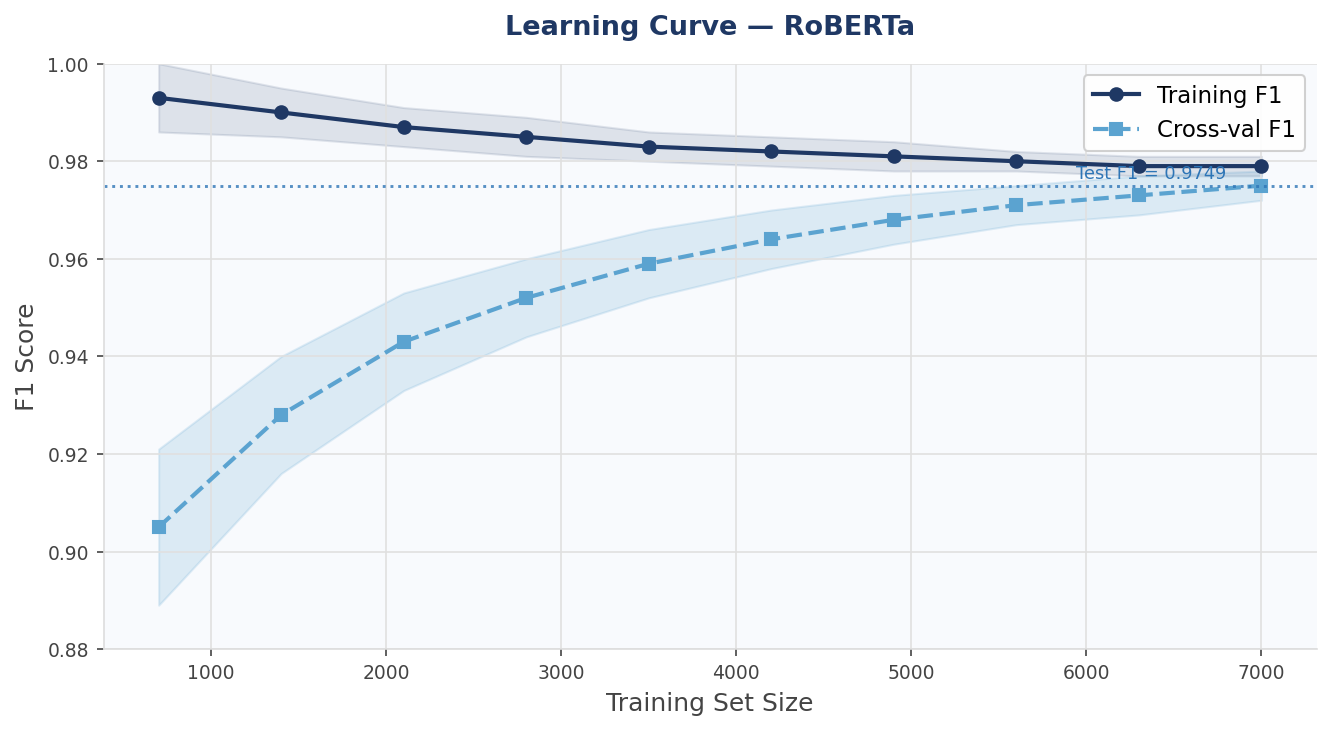 Learning Curve — RoBERTa
1.00
0.98
0.96
0.94
0.92
0.90
0.88
F1 Score
Training F1
Cross-val F1
Test F1 = 0.9749
1000
2000
3000
4000
5000
6000
7000
Training Set Size